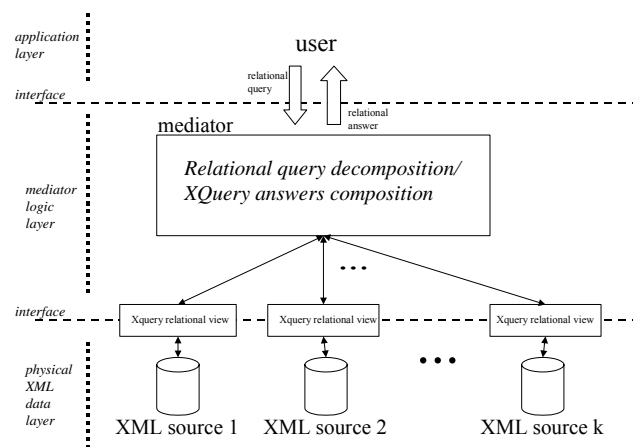 application
layer
user
relational
query
interface
relational
answer
mediator
Relational query decomposition/
XQuery answers composition
mediator
logic
layer
...
interface
Xquery relational view
Xquery relational view
Xquery relational view
physical
XML
data
layer
...
XML source 1
XML source 2
XML source k